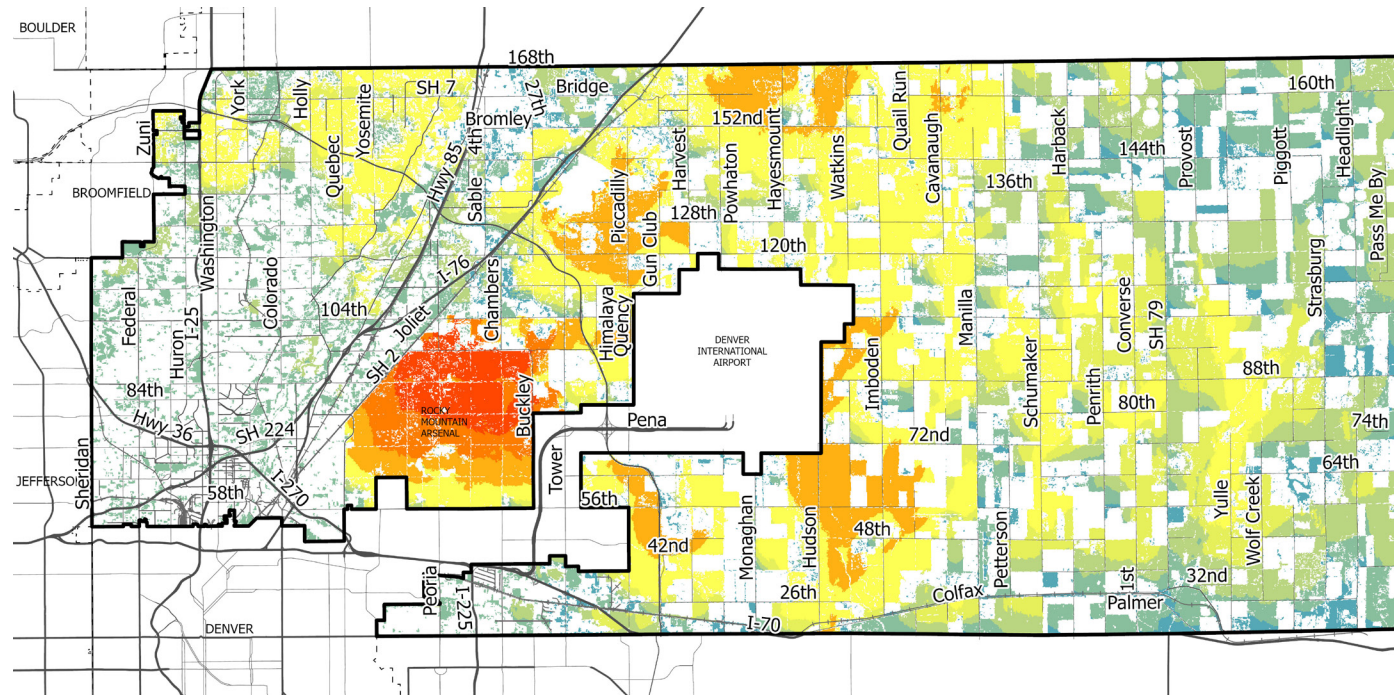 BOULDER
168th
York
Holly
Yosemite
SH 7
27th
Bridge
160th
Bromley
4th
152nd
Hayesmount
Quail Run
Headlight
Zuni
Quebec
Hwy 85
Sable
Harvest
Powhaton
Watkins
Cavanaugh
Harback
144th
Provost
Piggott
136th
BROOMFIELD
Piccadilly
128th
Pass Me By
Washington
Gun Club
120th
Strasburg
I-76
Federal
Huron
I-25
Colorado
104th
Joliet
Chambers
Himalaya
Quency
Manilla
Converse
SH 79
DENVER
INTERNATIONAL
AIRPORT
SH 2
Imboden
Schumaker
Penrith
88th
84th
Hwy 36
SH 224
ROCKY
MOUNTAIN
ARSENAL
Buckley
Pena
80th
72nd
74th
Sheridan
JEFFERSON
58th
I-270
Tower
56th
64th
Yulle
Wolf Creek
42nd
Monaghan
Hudson
48th
Petterson
Peoria
I-225
26th
Colfax
1st
32nd
Palmer
DENVER
I-70